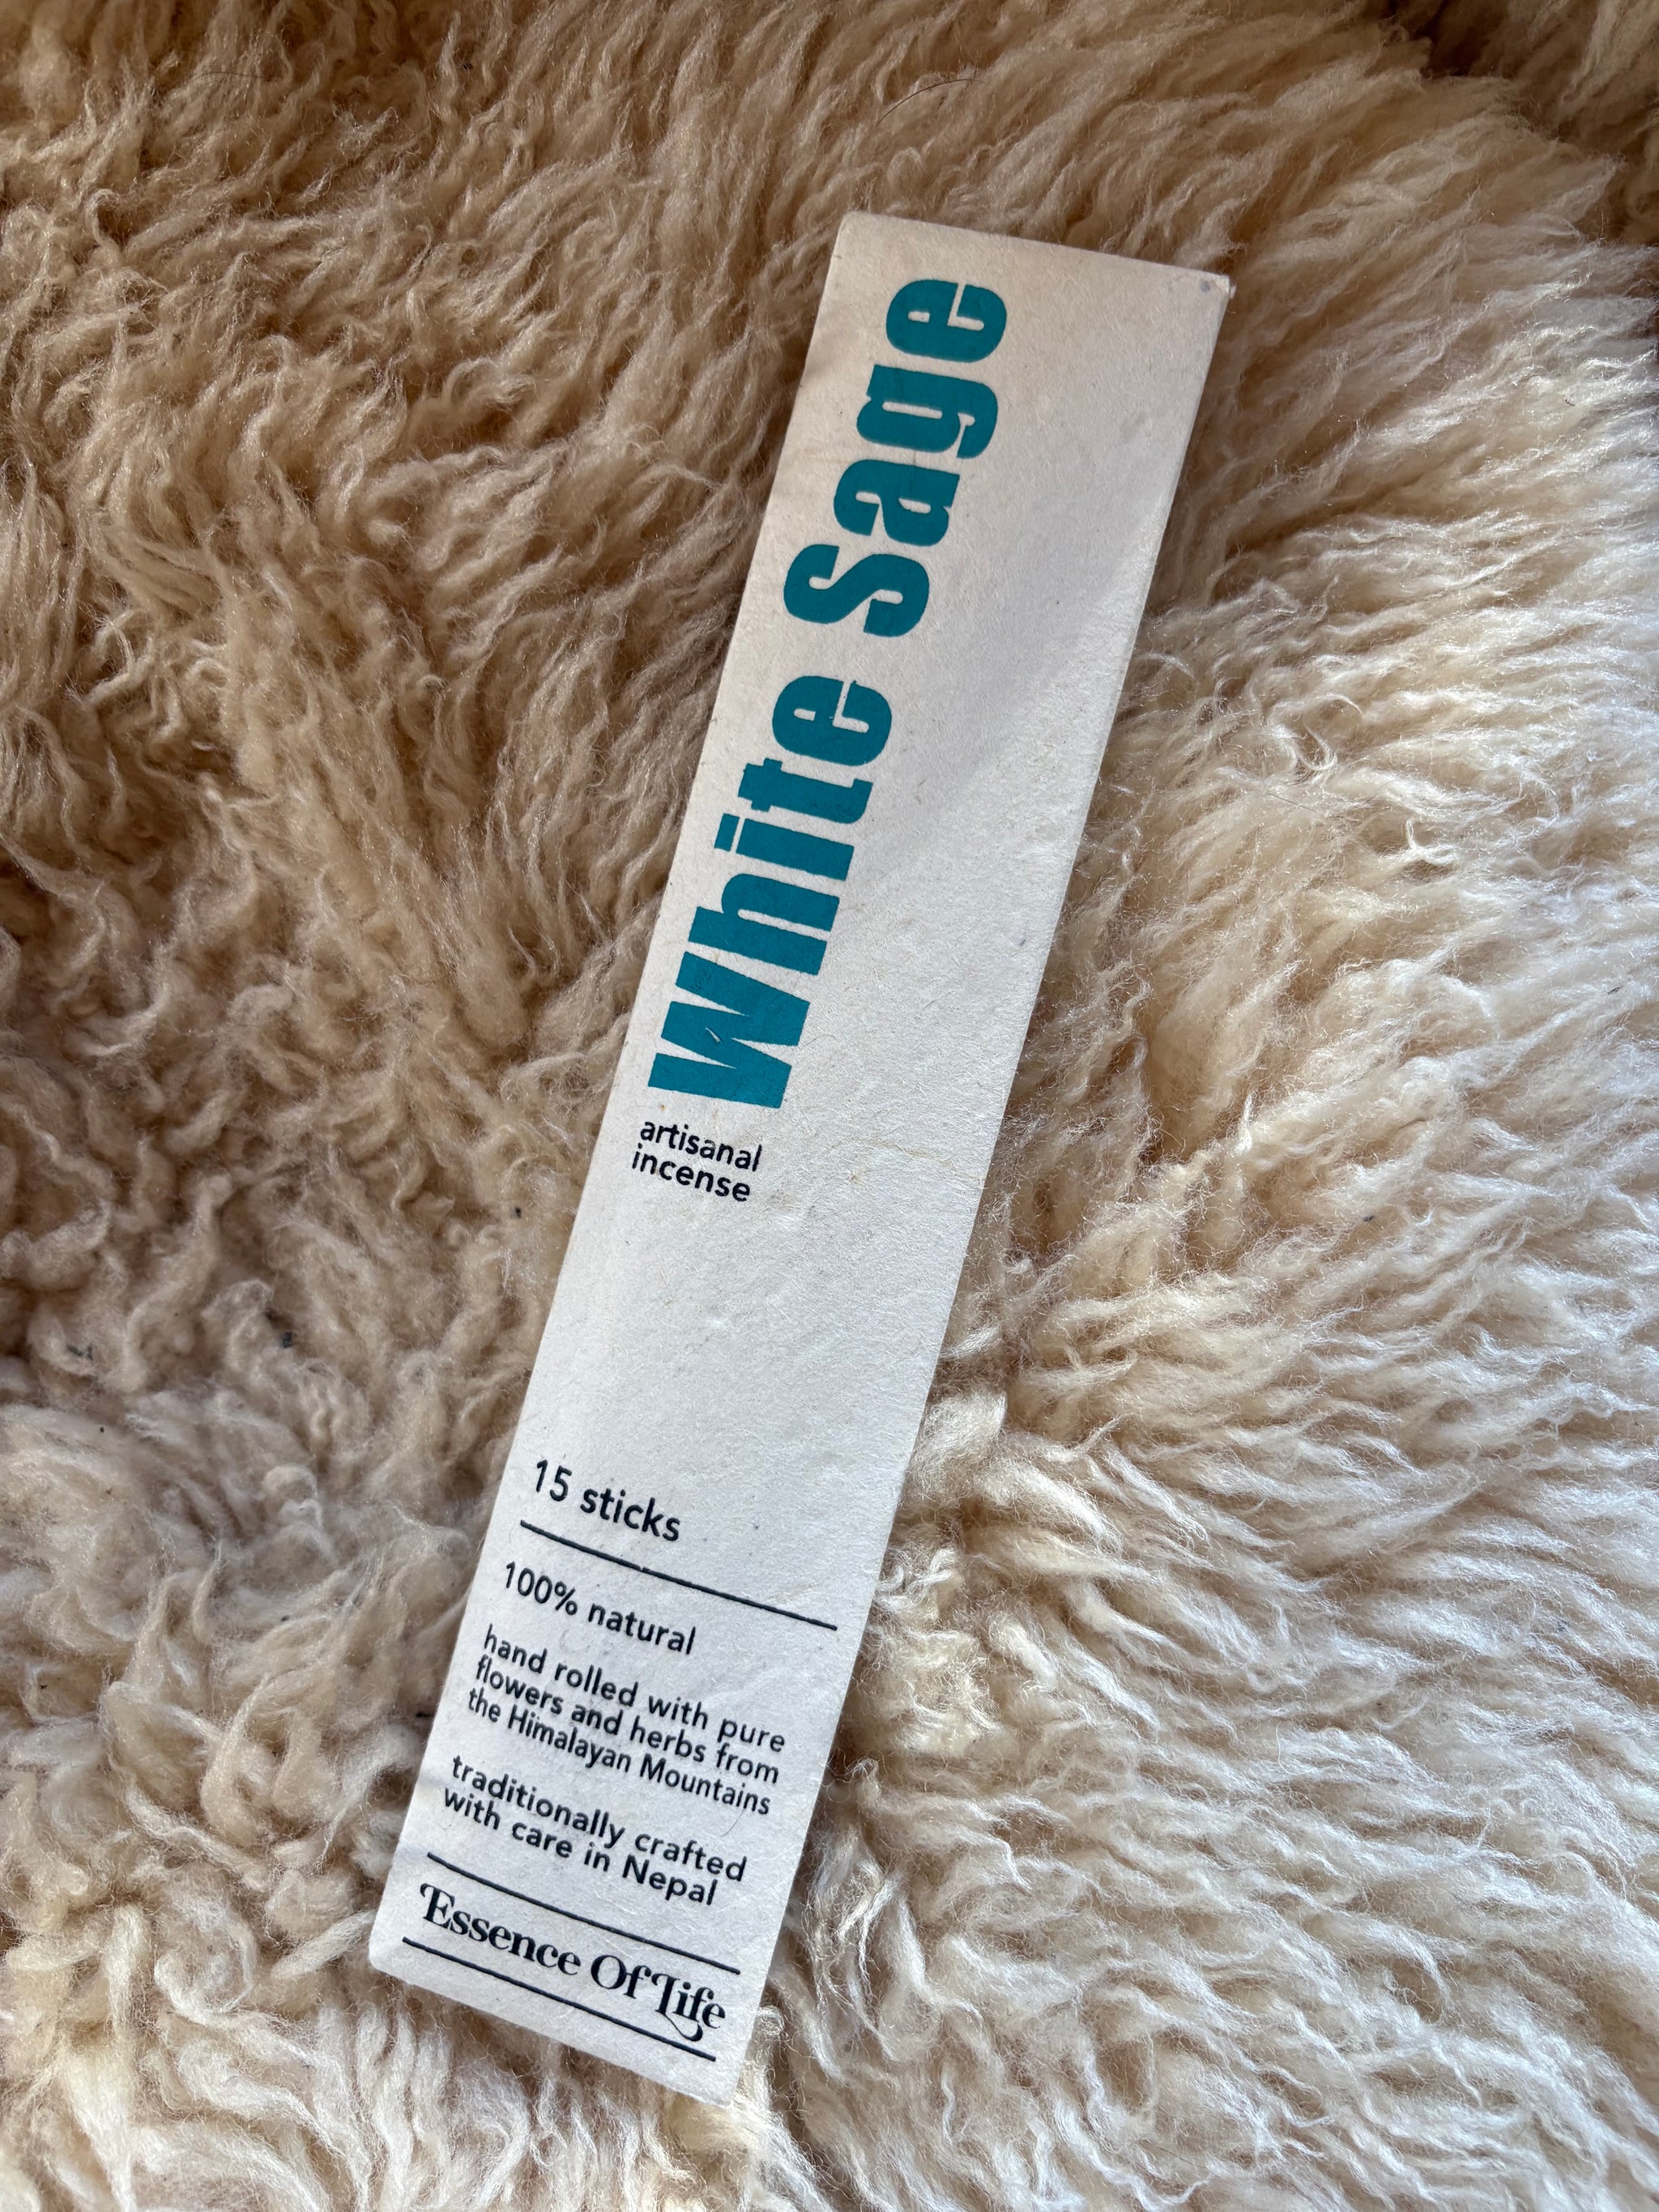 White Sage
artisanal
incense
15 sticks
100% natural
hand rolled with pure
flowers and herbs from
the Himalayan Mountains
traditionally crafted
with care in Nepal
Essence Of Life